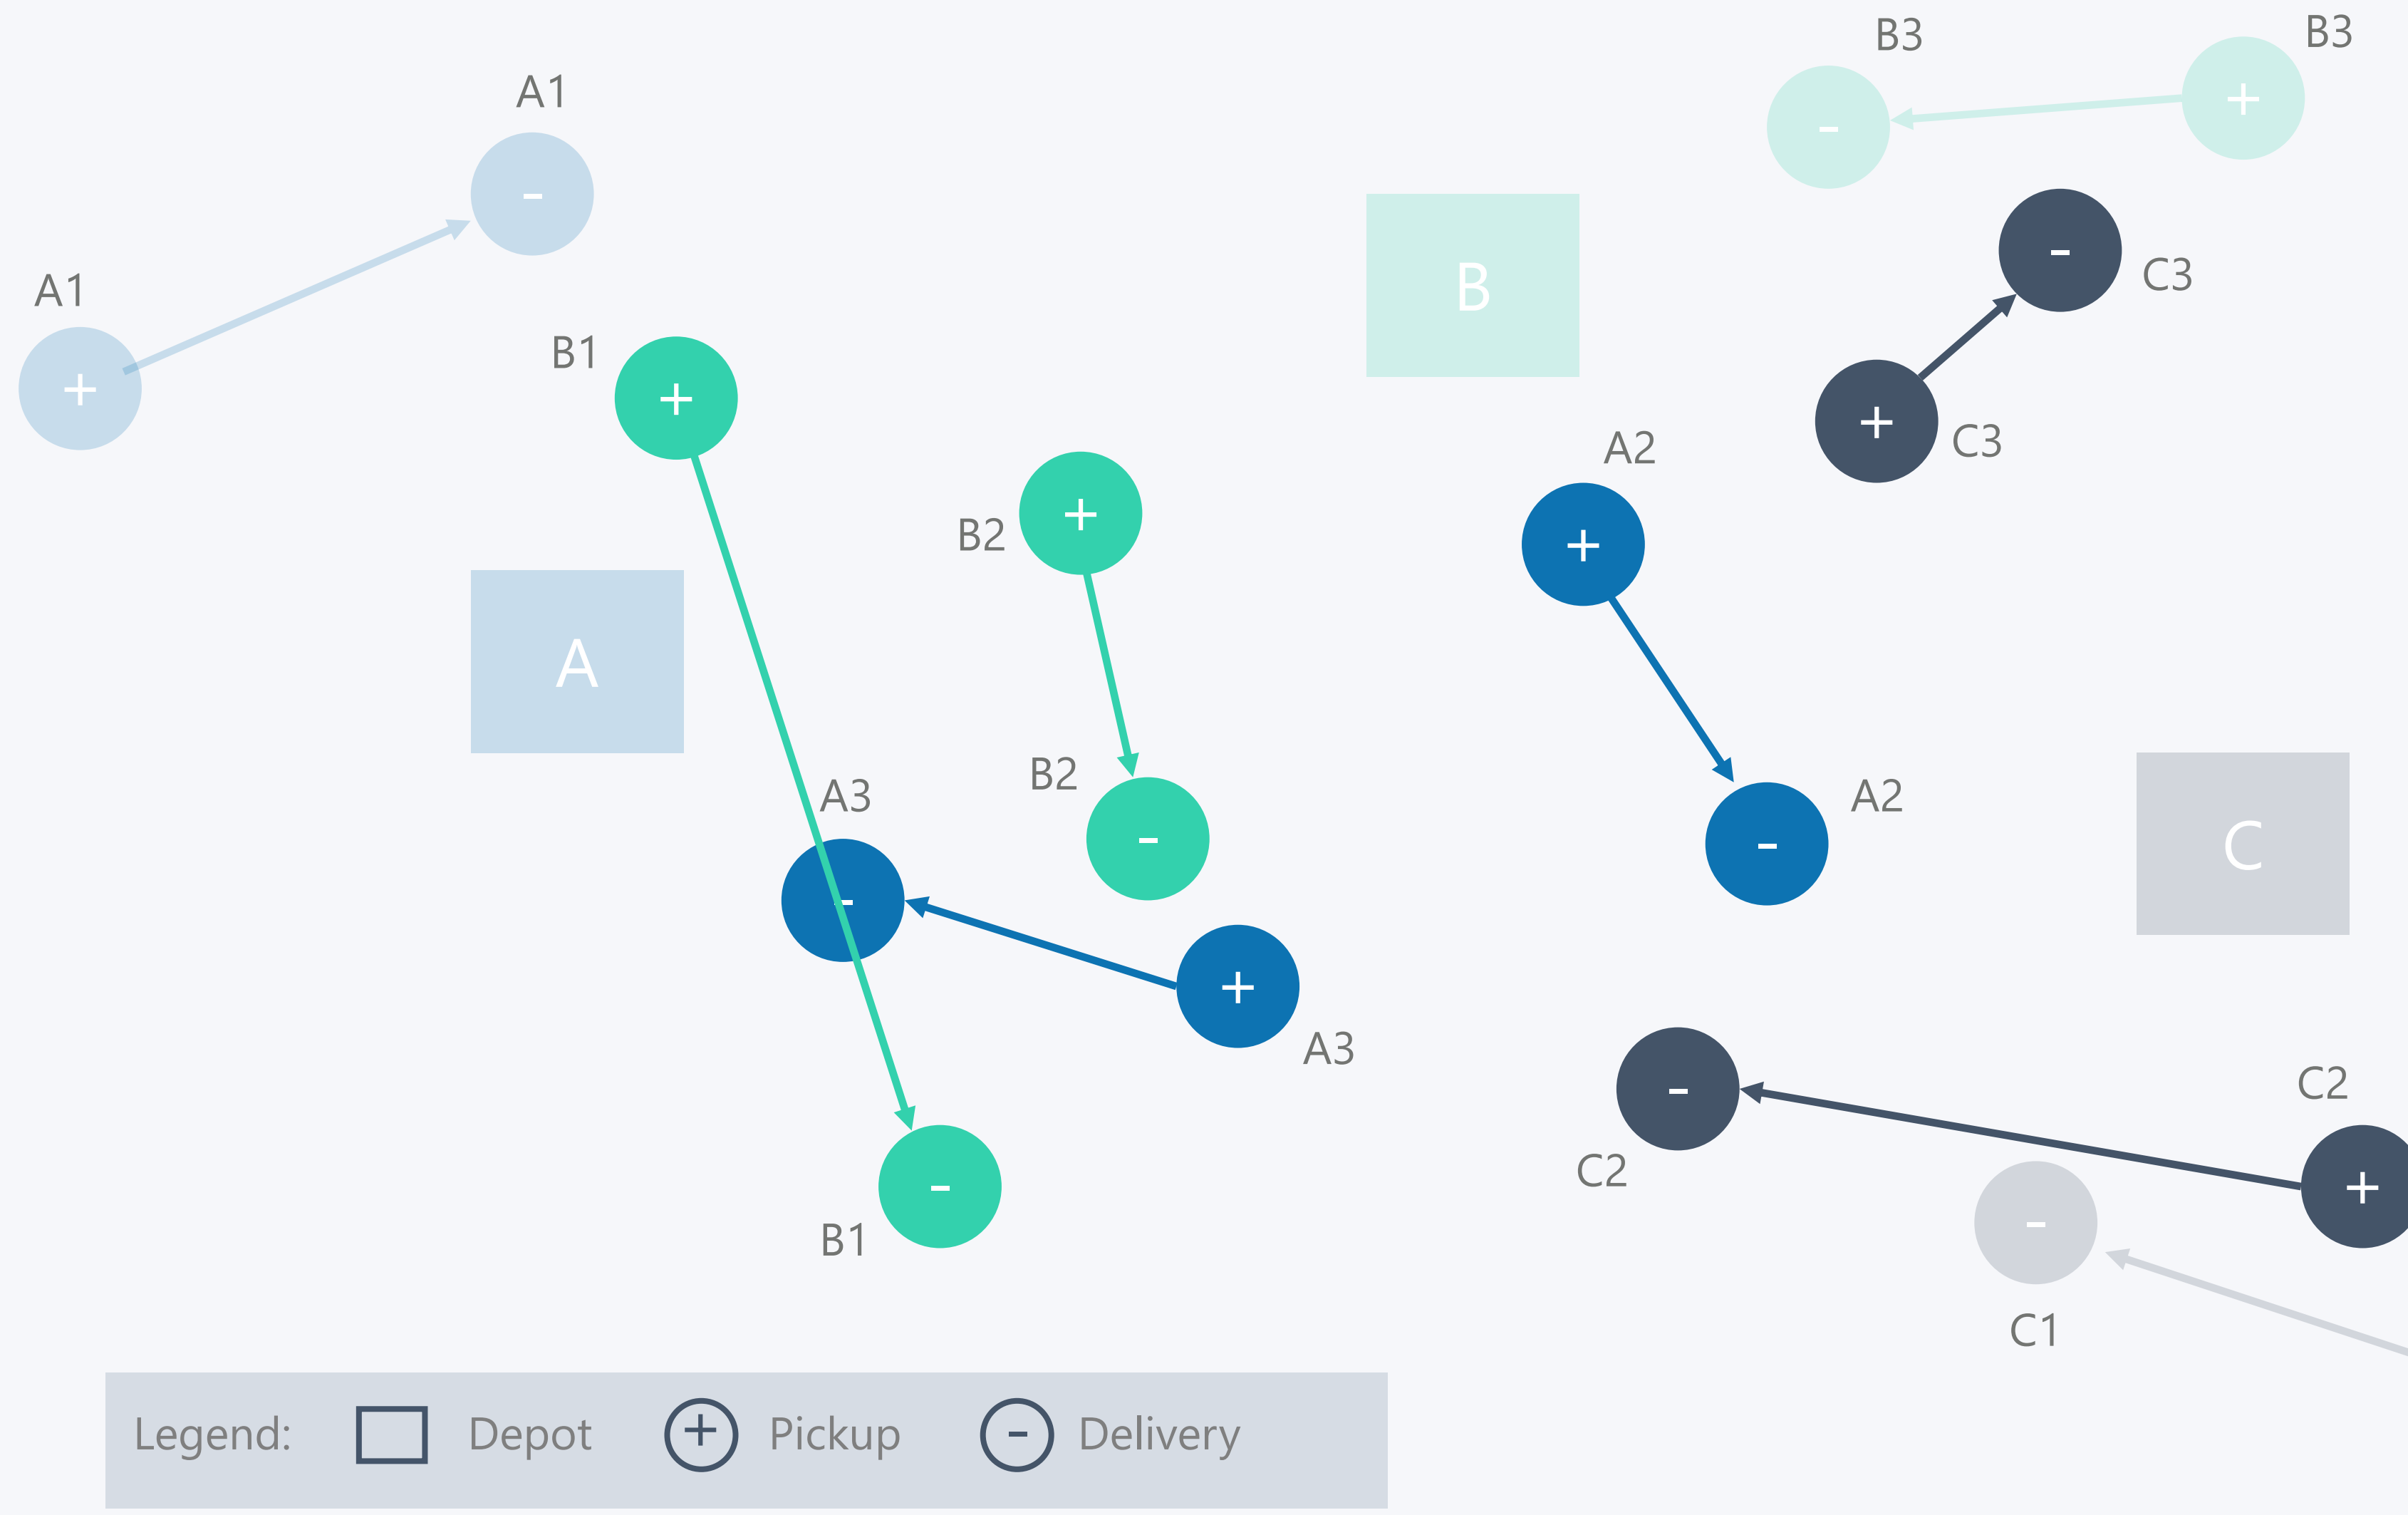 B3
B3
A1
-
+
-
A1
-
C3
B
+
B1
+
+
C3
A2
B2
+
+
A
B2
A3
A2
-
-
C
-
+
A3
-
C2
C2
+
-
B1
-
C1
Legend: Depot + Pickup - Delivery